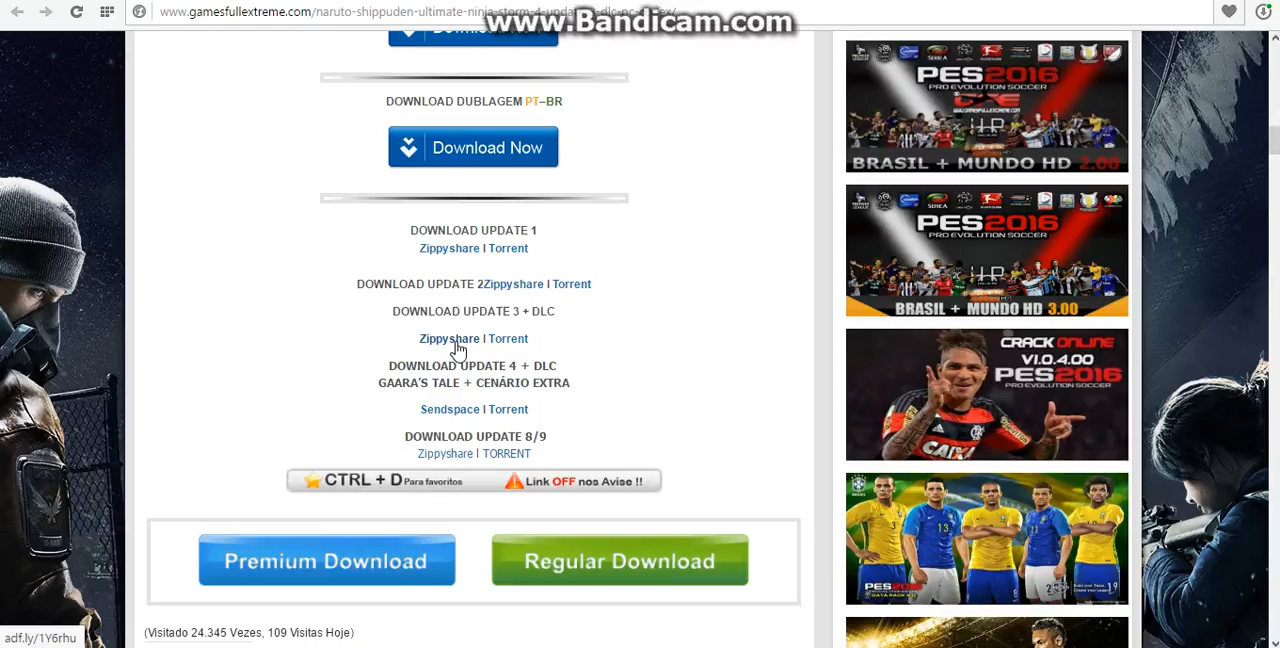 www.gamesfullextreme.com/naruto-shippuden-ultimate-ninja-storm-4-upda
www.Bandicam.com
DOWNLOAD DUBLAGEM PT–BR
Download Now
DOWNLOAD UPDATE 1
Zippyshare I Torrent
DOWNLOAD UPDATE 2Zippyshare I Torrent
DOWNLOAD UPDATE 3 + DLC
Zippyshare I Torrent
DOWNLOAD UPDATE 4 + DLC
GAARA'S TALE + CENÁRIO EXTRA
Sendspace I Torrent
DOWNLOAD UPDATE 8/9
Zippyshare I TORRENT
CTRL + D Para favoritos
Link OFF nos Avise !!
Premium Download
Regular Download
(Visitado 24.345 Vezes, 109 Visitas Hoje)
adf.ly/1Y6rhu
PES2016
PRO EVOLUTION SOCCER
BRASIL + MUNDO HD 2.00
PES2016
PRO EVOLUTION SOCCER
BRASIL + MUNDO HD 3.00
CRACK ONLINE
V1.0.4.00
PES2016
PRO EVOLUTION SOCCER
CAIXA